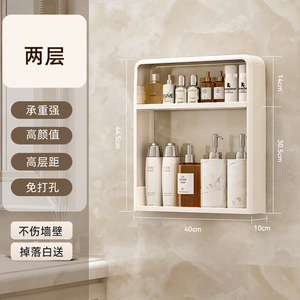 两层
承重强
高颜值
高层距
免打孔
不伤墙壁
掉落白送
14cm
44.5cm
30.5cm
40cm
10cm